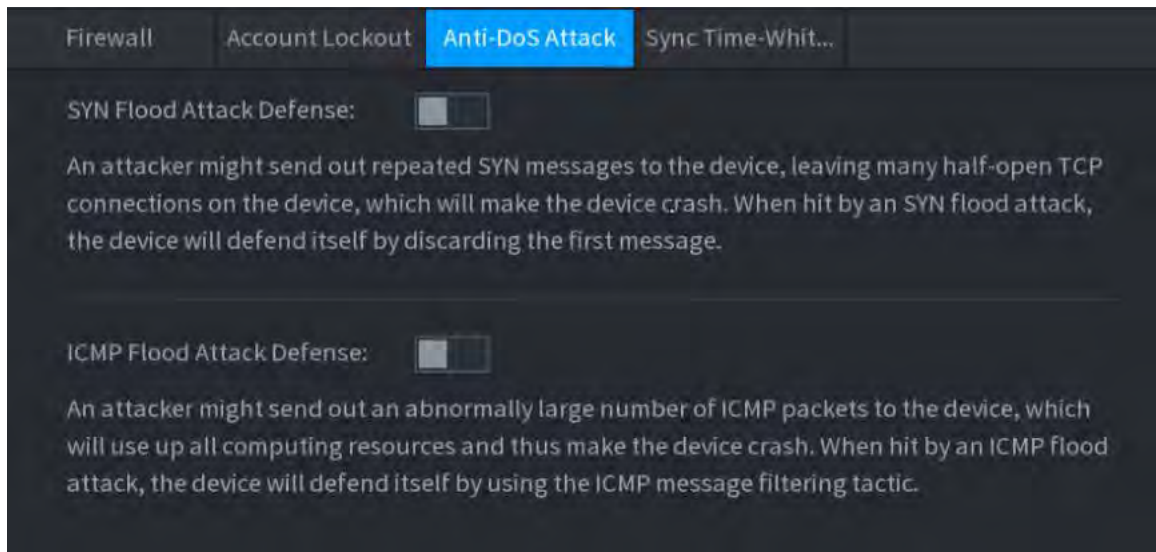 Firewall Account Lockout Anti-DoS Attack Sync Time-Whit...
SYN Flood Attack Defense:
An attacker might send out repeated SYN messages to the device, leaving many half-open TCP
connections on the device, which will make the device crash. When hit by an SYN flood attack,
the device will defend itself by discarding the first message.
ICMP Flood Attack Defense:
An attacker might send out an abnormally large number of ICMP packets to the device, which
will use up all computing resources and thus make the device crash. When hit by an ICMP flood
attack, the device will defend itself by using the ICMP message filtering tactic.